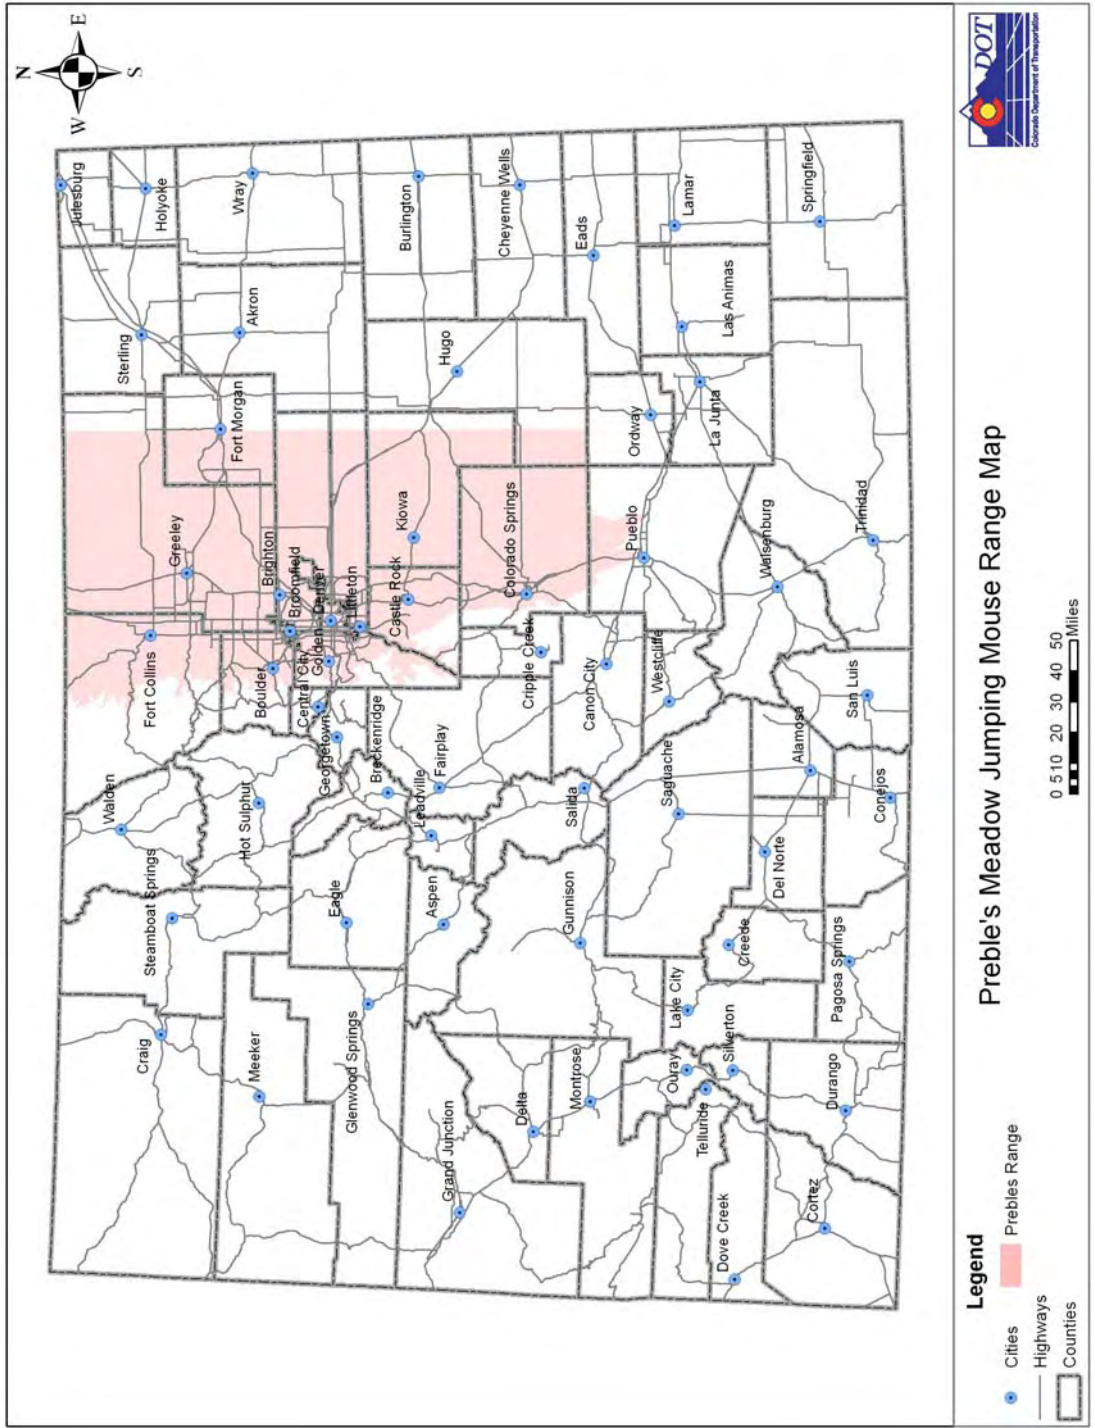 N
W
E
S
Julesburg
Holyoke
Sterling
Wray
Akron
Fort Morgan
Greeley
Fort Collins
Walden
Steamboat Springs
Craig
Meeker
Hot Sulphur
Boulder
Brighton
Broomfield
Denver
Littleton
Golden
Central City
Georgetown
Breckenridge
Leadville
Fairplay
Castle Rock
Kiowa
Hugo
Burlington
Cheyenne Wells
Eagle
Glenwood Springs
Aspen
Grand Junction
Delta
Montrose
Gunnison
Salida
Cripple Creek
Colorado Springs
Canon City
Westcliffe
Pueblo
Ordway
Eads
Lamar
Las Animas
La Junta
Springfield
Walsenburg
Trinidad
San Luis
Alamosa
Saguache
Conejos
Del Norte
Creede
Lake City
Pagosa Springs
Ouray
Silverton
Telluride
Durango
Dove Creek
Cortez
Legend
Cities
Prebles Range
Highways
Counties
Preble's Meadow Jumping Mouse Range Map
0 5 10 20 30 40 50
Miles
DOT
Colorado Department of Transportation